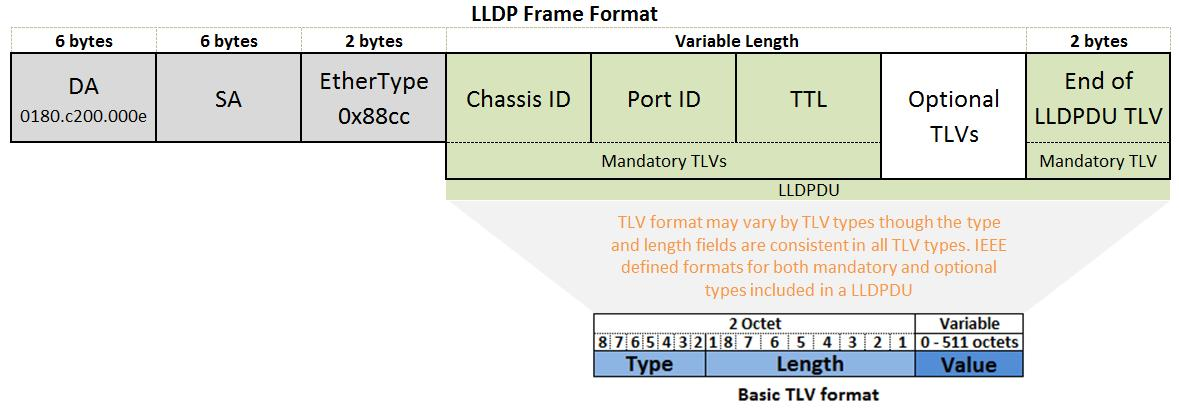 LLDP Frame Format
6 bytes 6 bytes 2 bytes Variable Length 2 bytes
DA
0180.c200.000e
SA
EtherType
0x88cc
Chassis ID
Port ID
TTL
Optional
TLVs
End of
LLDPDU TLV
Mandatory TLVs
Mandatory TLV
LLDPDU
TLV format may vary by TLV types though the type
and length fields are consistent in all TLV types. IEEE
defined formats for both mandatory and optional
types included in a LLDPDU
2 Octet Variable
8 7 6 5 4 3 2 1 8 7 6 5 4 3 2 1 0 - 511 octets
Type Length Value
Basic TLV format